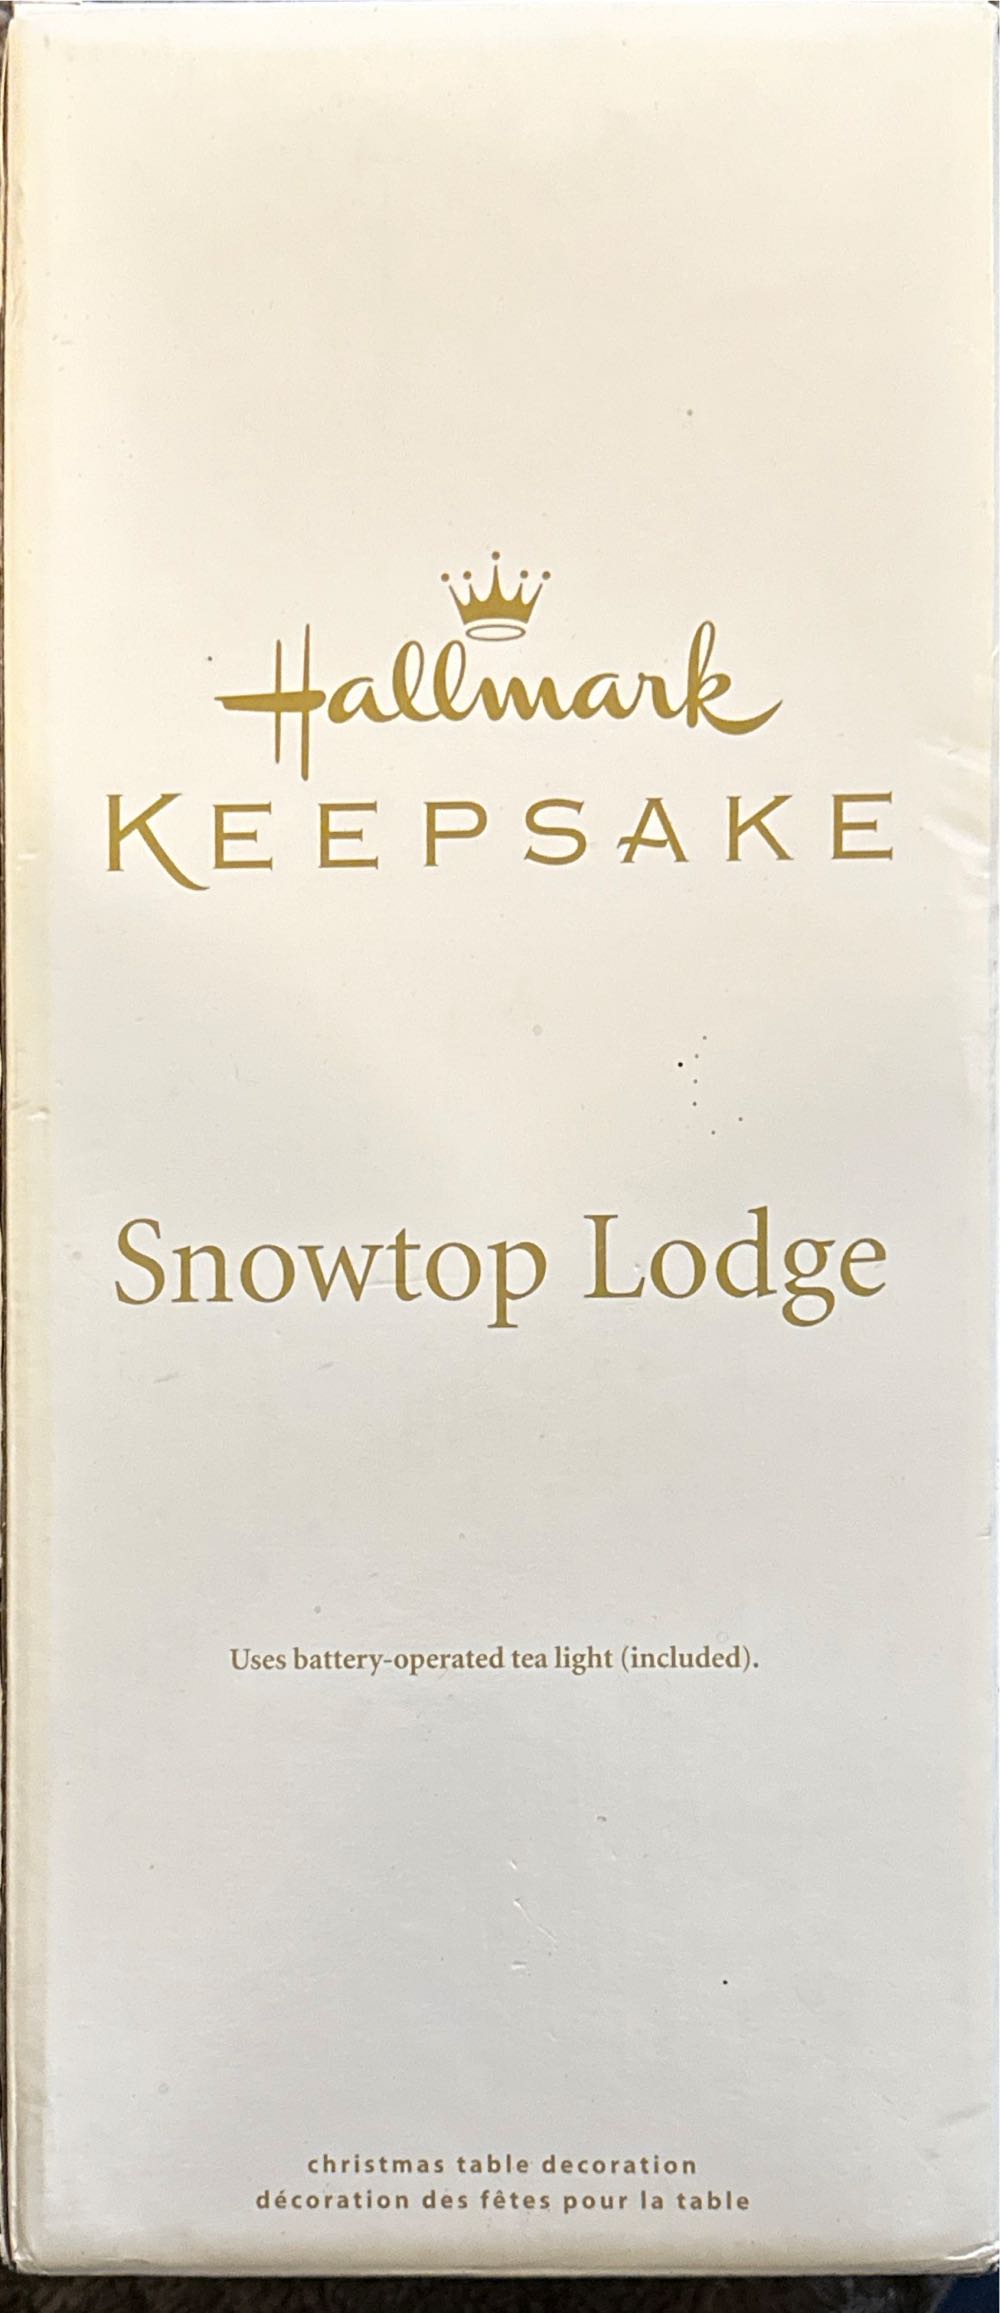 Hallmark
KEEPSAKE
Snowtop Lodge
Uses battery-operated tea light (included).
christmas table decoration
décoration des fêtes pour la table